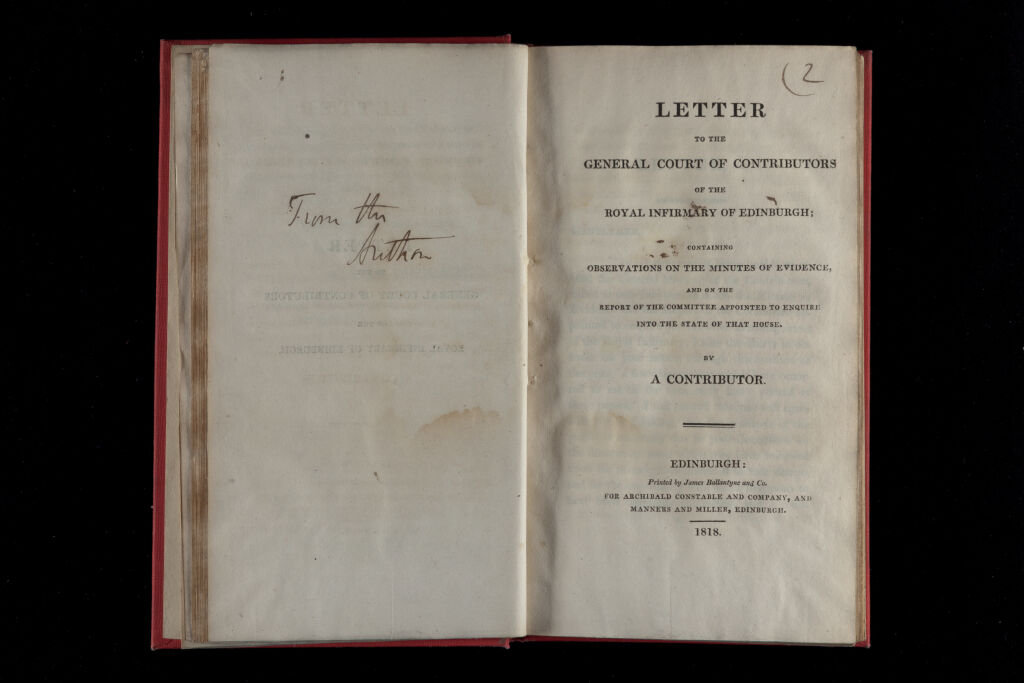 From the
Author
(2
LETTER
TO THE
GENERAL COURT OF CONTRIBUTORS
OF THE
ROYAL INFIRMARY OF EDINBURGH;
CONTAINING
OBSERVATIONS ON THE MINUTES OF EVIDENCE,
AND ON THE
REPORT OF THE COMMITTEE APPOINTED TO ENQUIRE
INTO THE STATE OF THAT HOUSE.
BY
A CONTRIBUTOR.
EDINBURGH:
Printed by James Ballantyne and Co.
FOR ARCHIBALD CONSTABLE AND COMPANY, AND
MANNERS AND MILLER, EDINBURGH.
1818.